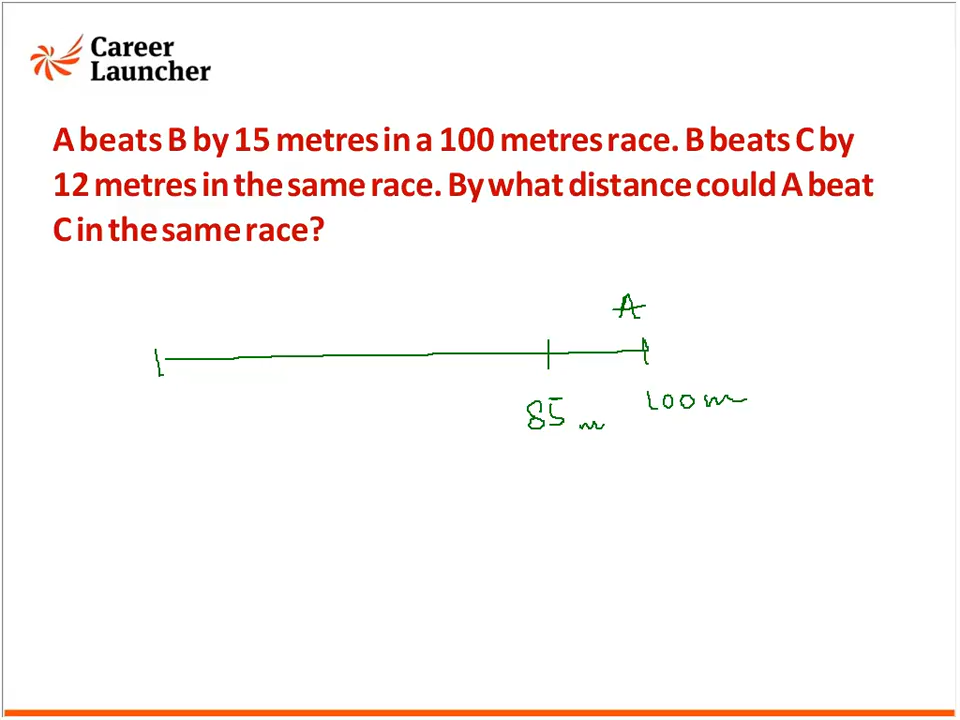 Career
Launcher
A beats B by 15 metres in a 100 metres race. B beats C by
12 metres in the same race. By what distance could A beat
C in the same race?
A
85 m
100m